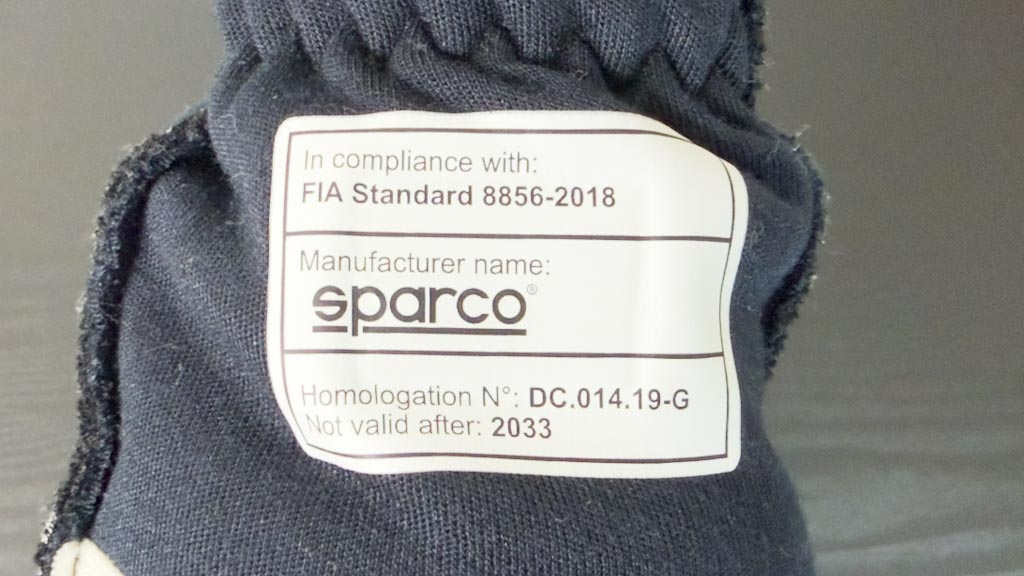 In compliance with:
FIA Standard 8856-2018
Manufacturer name:
sparco®
Homologation N°: DC.014.19-G
Not valid after: 2033